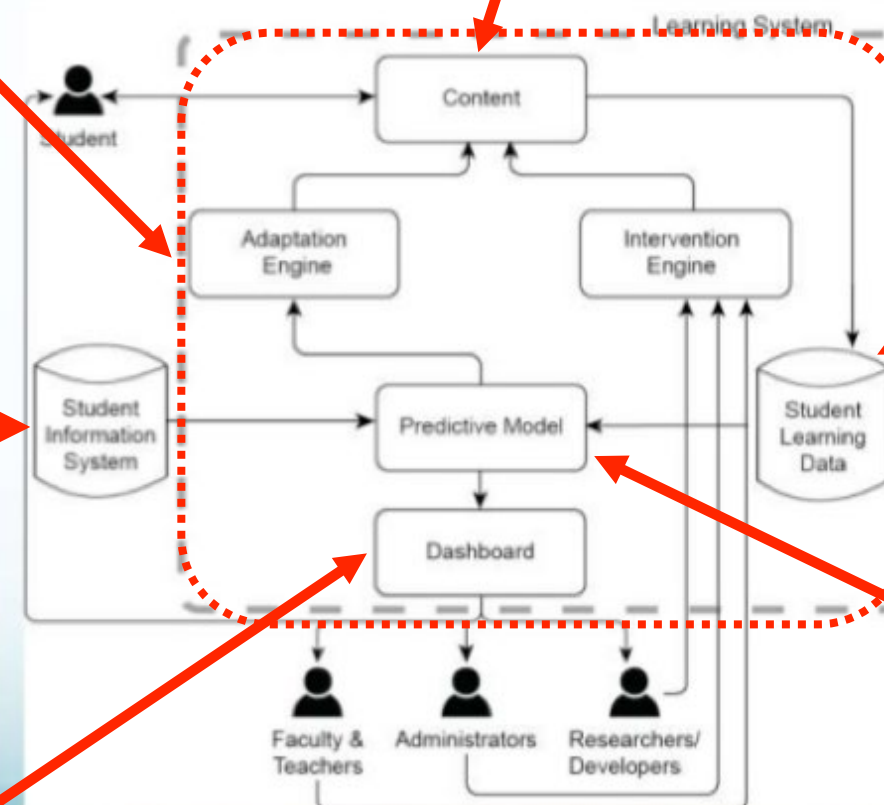 Learning System
Content
Student
Adaptation
Engine
Intervention
Engine
Student
Information
System
Predictive Model
Student
Learning
Data
Dashboard
Faculty &
Teachers
Administrators
Researchers/
Developers